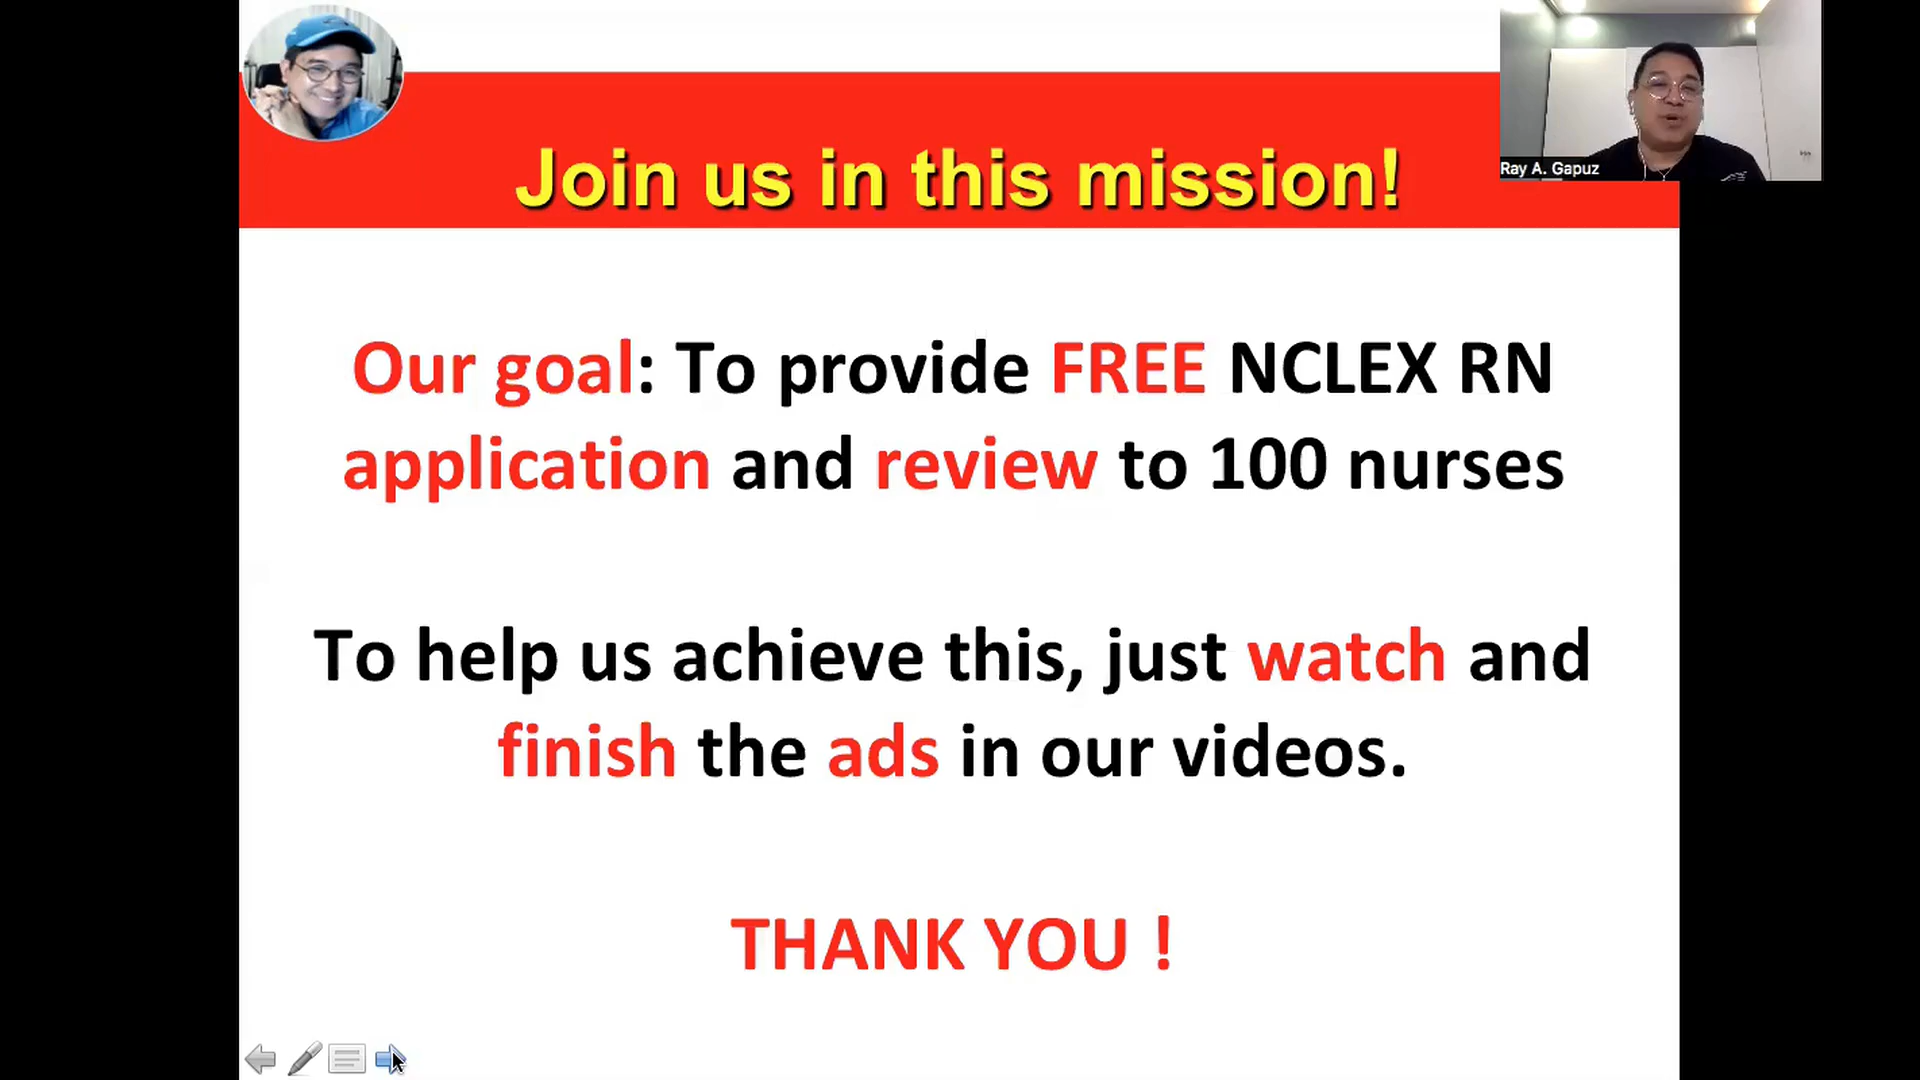 Join us in this mission!
Ray A. Gapuz
Our goal: To provide FREE NCLEX RN
application and review to 100 nurses
To help us achieve this, just watch and
finish the ads in our videos.
THANK YOU !